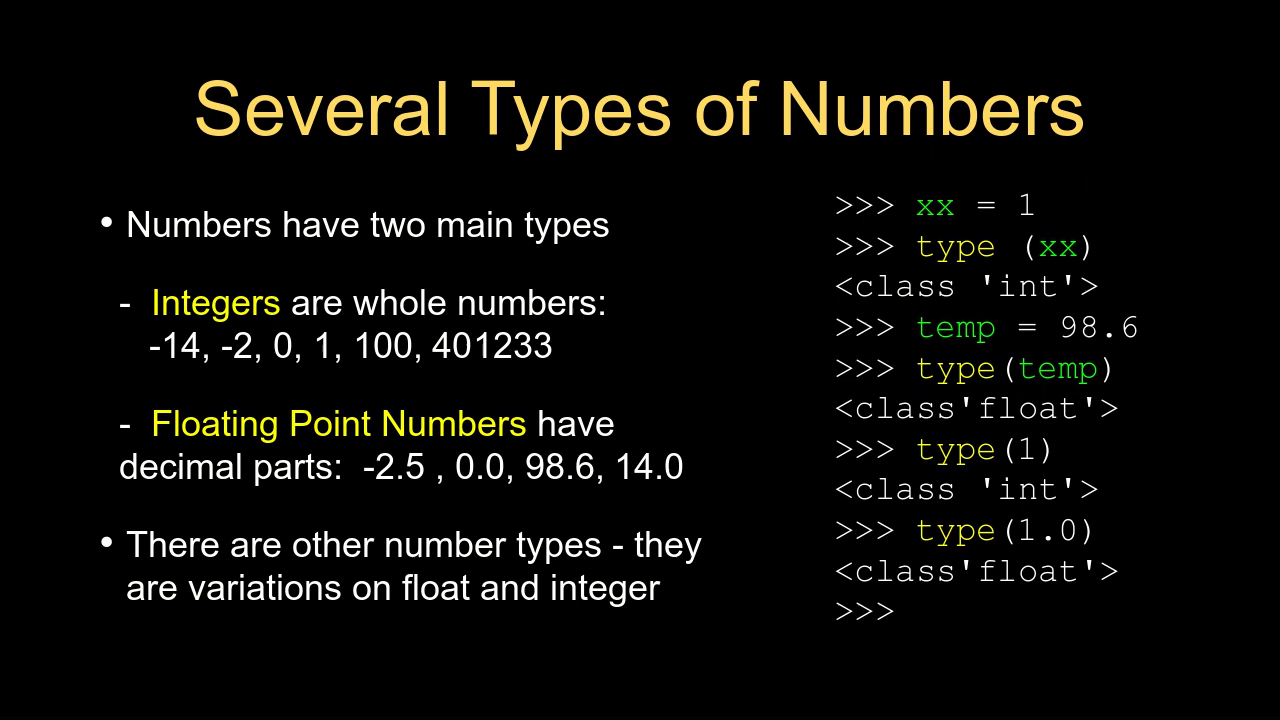 Several Types of Numbers
• Numbers have two main types
- Integers are whole numbers:
-14, -2, 0, 1, 100, 401233
- Floating Point Numbers have
decimal parts: -2.5 , 0.0, 98.6, 14.0
• There are other number types - they
are variations on float and integer
>>> xx = 1
>>> type (xx)
<class 'int'>
>>> temp = 98.6
>>> type(temp)
<class'float'>
>>> type(1)
<class 'int'>
>>> type(1.0)
<class'float'>
>>>